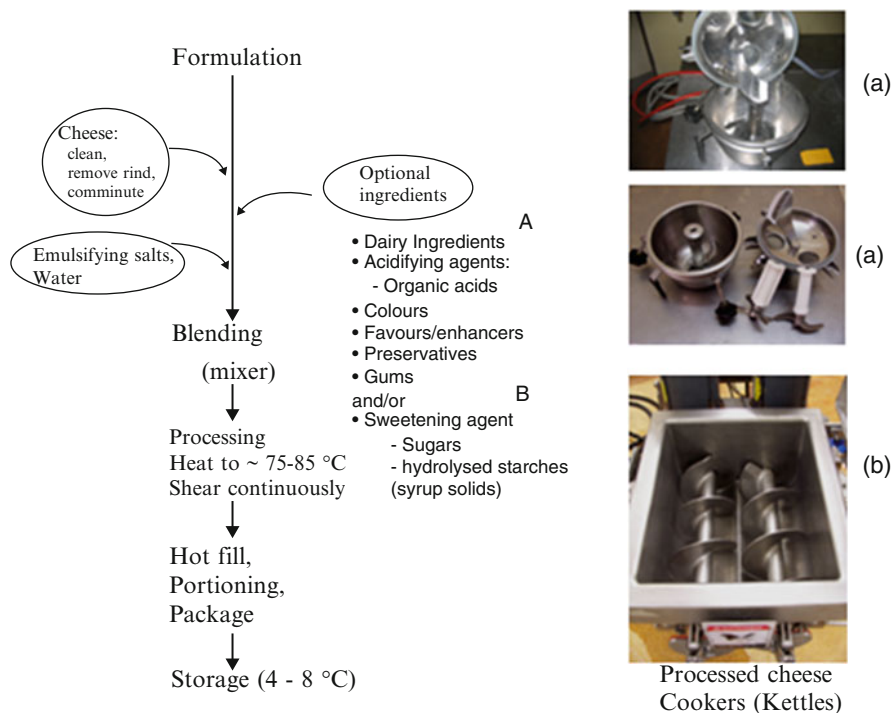 Formulation
Cheese:
clean,
remove rind,
comminute
Optional
ingredients
Emulsifying salts,
Water
A
• Dairy Ingredients
• Acidifying agents:
- Organic acids
• Colours
• Favours/enhancers
• Preservatives
• Gums
and/or
B
• Sweetening agent
- Sugars
- hydrolysed starches
(syrup solids)
Blending
(mixer)
Processing
Heat to ~ 75-85 °C
Shear continuously
Hot fill,
Portioning,
Package
Storage (4 - 8 °C)
(a)
(a)
(b)
Processed cheese
Cookers (Kettles)